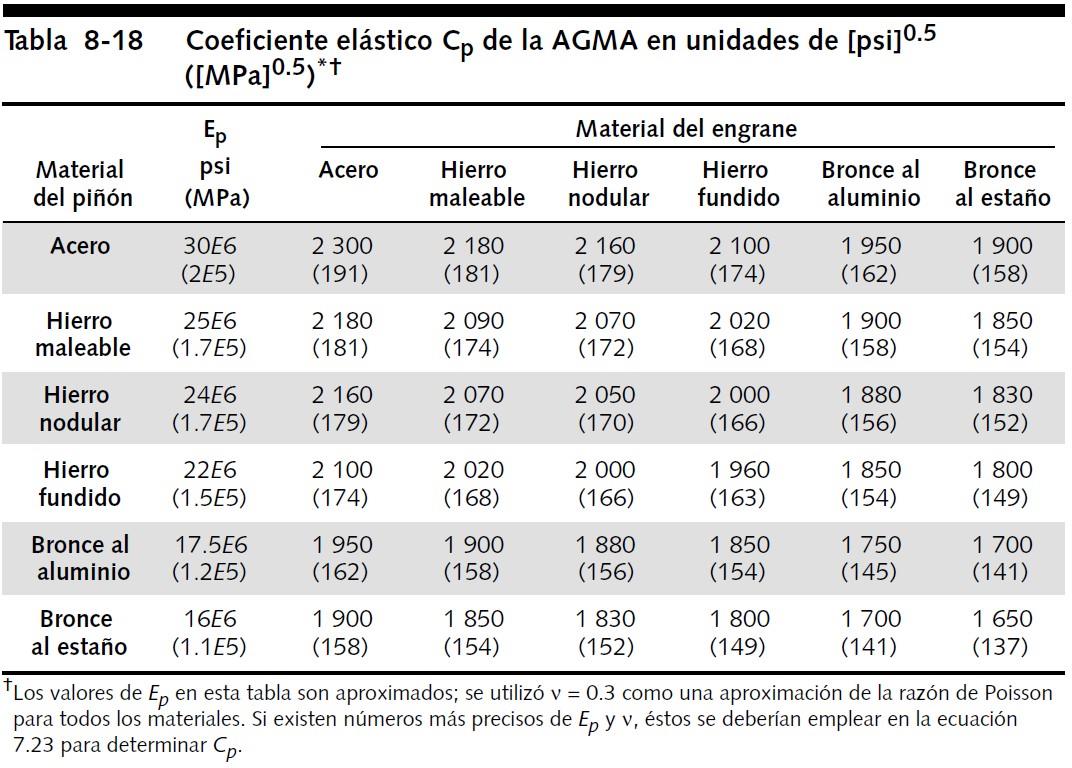 Tabla 8-18 Coeficiente elástico Cp de la AGMA en unidades de [psi]0.5
([MPa]0.5)*†
Ep
Material del engrane
Material psi Acero Hierro Hierro Hierro Bronce al Bronce
del piñón (MPa) maleable nodular fundido aluminio al estaño
Acero 30E6 2 300 2 180 2 160 2 100 1 950 1 900
(2E5) (191) (181) (179) (174) (162) (158)
Hierro 25E6 2 180 2 090 2 070 2 020 1 900 1 850
maleable (1.7E5) (181) (174) (172) (168) (158) (154)
Hierro 24E6 2 160 2 070 2 050 2 000 1 880 1 830
nodular (1.7E5) (179) (172) (170) (166) (156) (152)
Hierro 22E6 2 100 2 020 2 000 1 960 1 850 1 800
fundido (1.5E5) (174) (168) (166) (163) (154) (149)
Bronce al 17.5E6 1 950 1 900 1 880 1 850 1 750 1 700
aluminio (1.2E5) (162) (158) (156) (154) (145) (141)
Bronce 16E6 1 900 1 850 1 830 1 800 1 700 1 650
al estaño (1.1E5) (158) (154) (152) (149) (141) (137)
†Los valores de Ep en esta tabla son aproximados; se utilizó ν = 0.3 como una aproximación de la razón de Poisson
para todos los materiales. Si existen números más precisos de Ep y ν, éstos se deberían emplear en la ecuación
7.23 para determinar Cp.